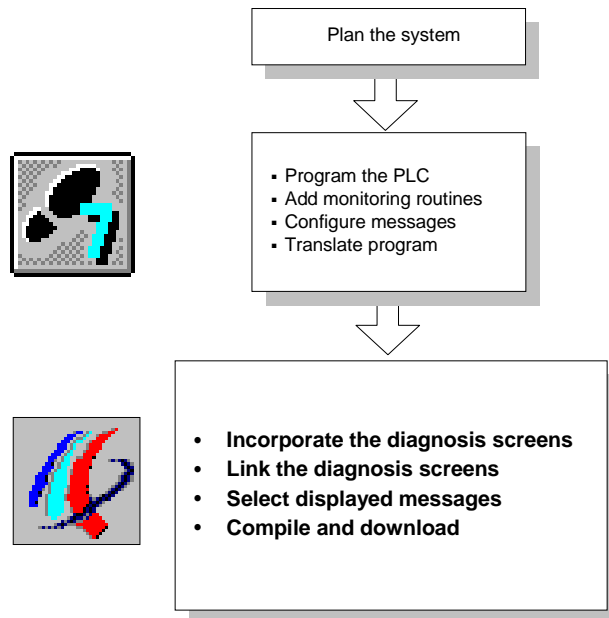 Plan the system
▪ Program the PLC
▪ Add monitoring routines
▪ Configure messages
▪ Translate program
• Incorporate the diagnosis screens
• Link the diagnosis screens
• Select displayed messages
• Compile and download